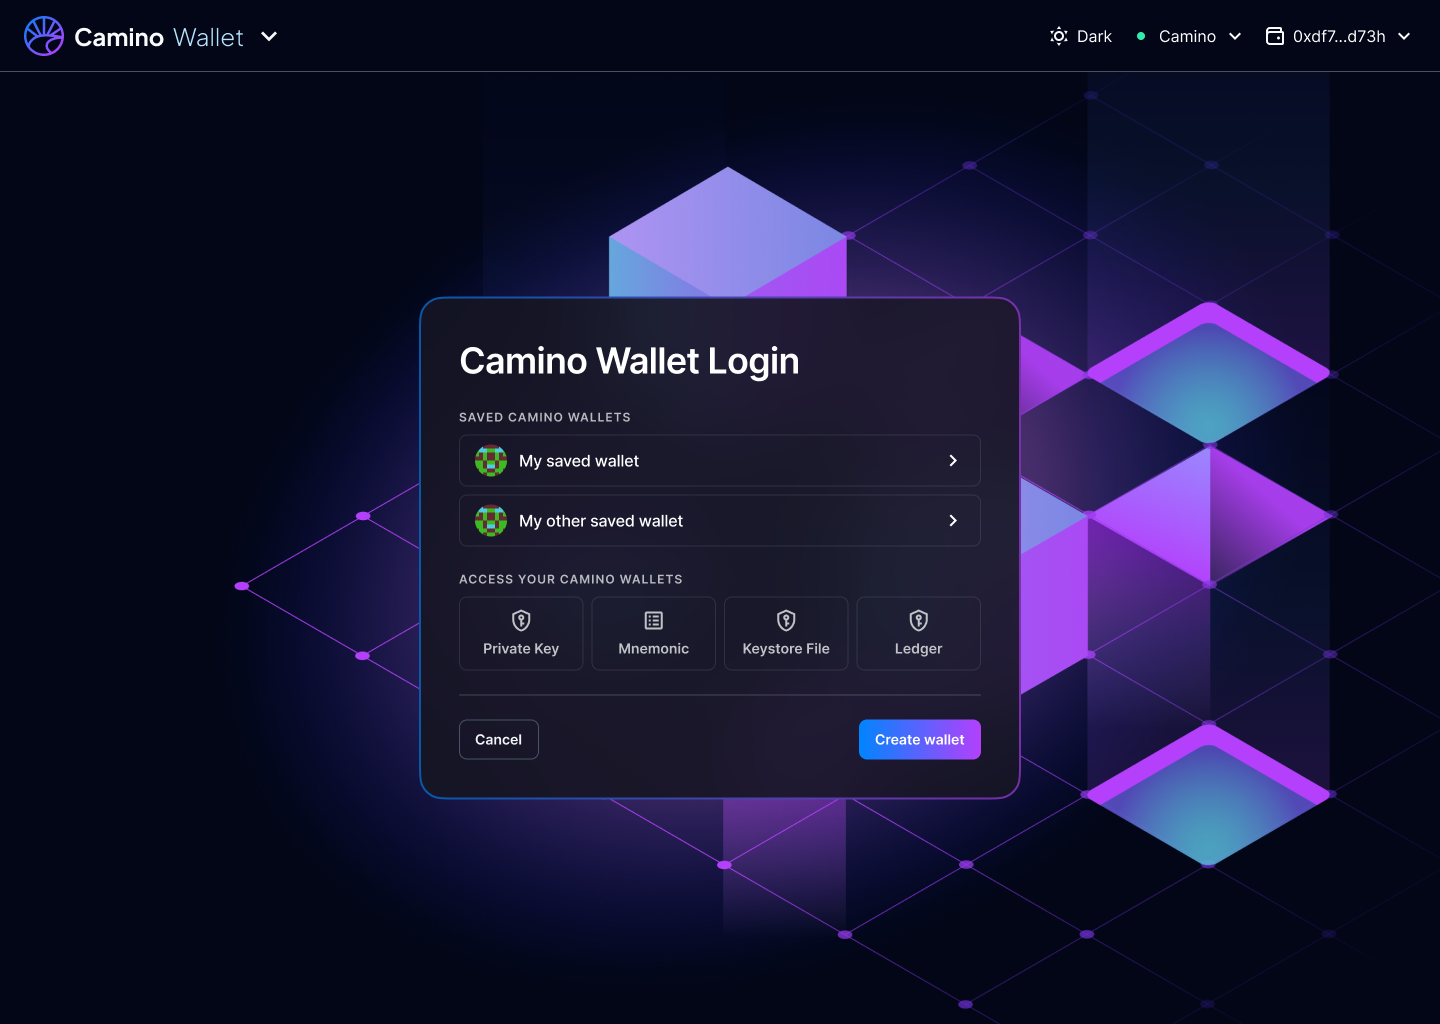 Camino Wallet
Dark
Camino
0xdf7...d73h
Camino Wallet Login
SAVED CAMINO WALLETS
My saved wallet
My other saved wallet
ACCESS YOUR CAMINO WALLETS
Private Key
Mnemonic
Keystore File
Ledger
Cancel
Create wallet